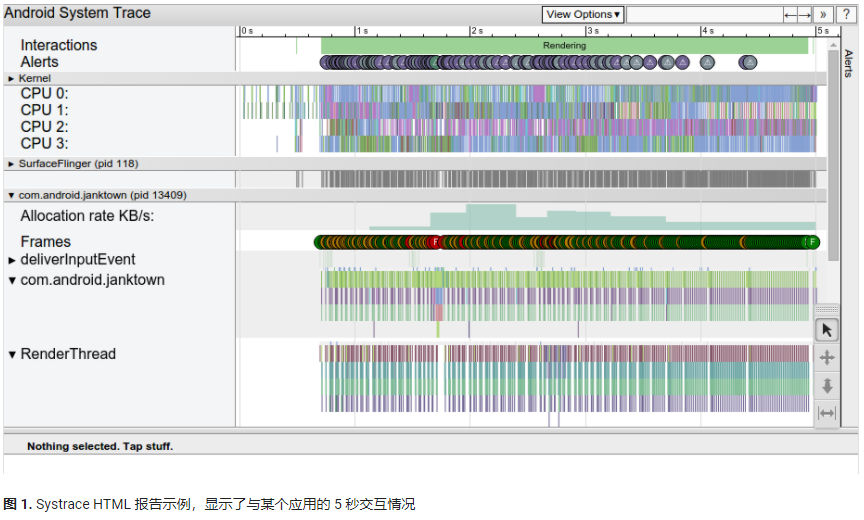 Android System Trace
View Options ▾
← → » ?
0 s 1 s 2 s 3 s 4 s 5 s
Interactions
Rendering
Alerts
Alerts
▸ Kernel
CPU 0:
CPU 1:
CPU 2:
CPU 3:
▸ SurfaceFlinger (pid 118)
▾ com.android.janktown (pid 13409)
Allocation rate KB/s:
Frames
F F
▸ deliverInputEvent
▾ com.android.janktown
▾ RenderThread
Nothing selected. Tap stuff.
图 1. Systrace HTML 报告示例，显示了与某个应用的 5 秒交互情况